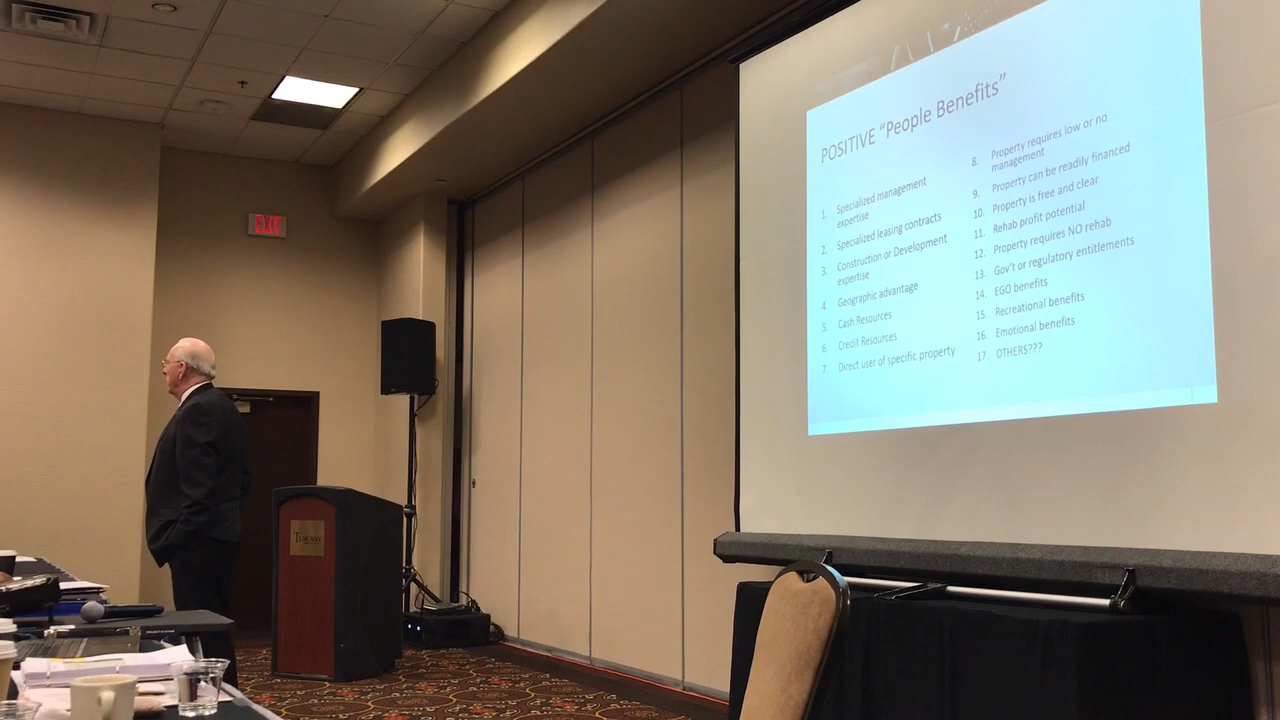 POSITIVE "People Benefits"
1. Specialized management
expertise
2. Specialized leasing contracts
3. Construction or Development
expertise
4. Geographic advantage
5. Cash Resources
6. Credit Resources
7. Direct user of specific property
8. Property requires low or no
management
9. Property can be readily financed
10. Property is free and clear
11. Rehab profit potential
12. Property requires NO rehab
13. Gov't or regulatory entitlements
14. EGO benefits
15. Recreational benefits
16. Emotional benefits
17. OTHERS???
EXIT
TUSCANY